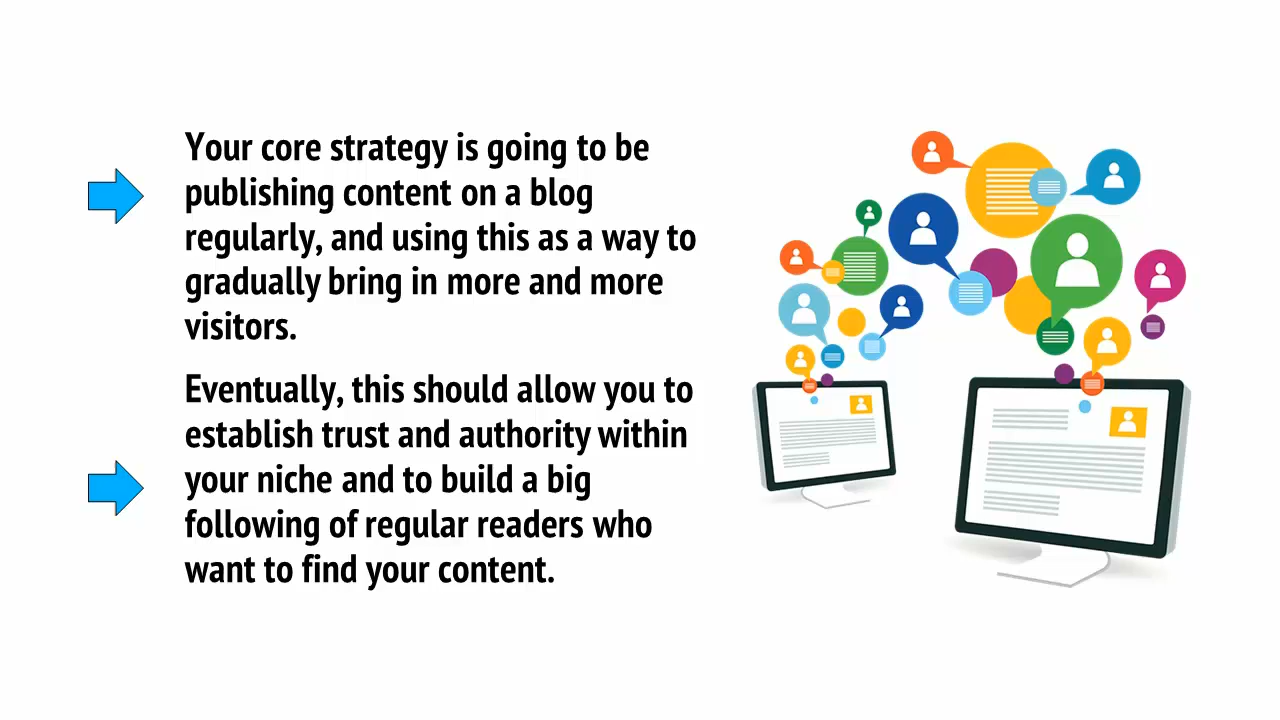 Your core strategy is going to be
publishing content on a blog
regularly, and using this as a way to
gradually bring in more and more
visitors.
Eventually, this should allow you to
establish trust and authority within
your niche and to build a big
following of regular readers who
want to find your content.